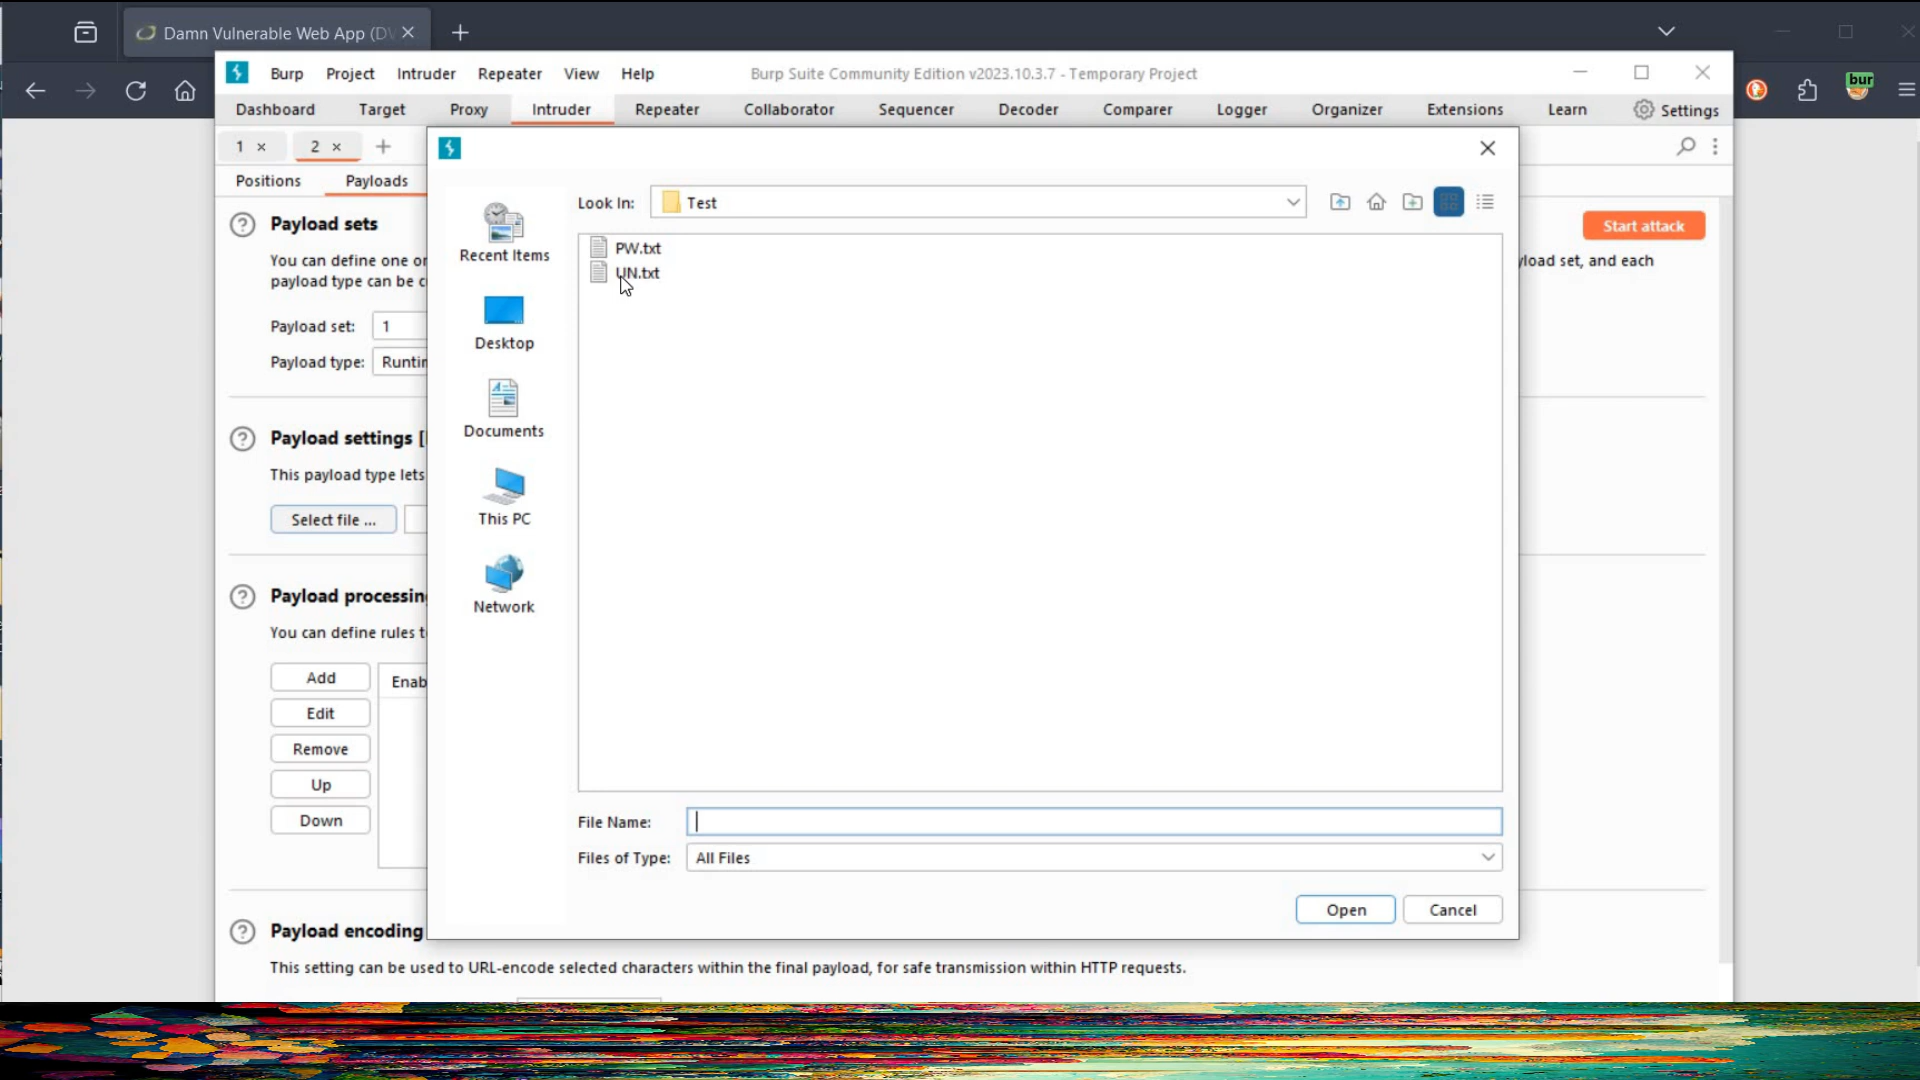 Damn Vulnerable Web App (DV
Burp Project Intruder Repeater View Help
Burp Suite Community Edition v2023.10.3.7 - Temporary Project
bur
Dashboard Target Proxy Intruder Repeater Collaborator Sequencer Decoder Comparer Logger Organizer Extensions Learn Settings
1 × 2 × +
Positions Payloads
Look In: Test
Payload sets
Start attack
You can define one or
yload set, and each
payload type can be c
Payload set: 1
Payload type: Runtim
Payload settings [
This payload type lets
Select file ...
Payload processing
You can define rules t
Add
Enab
Edit
Remove
Up
Down
Payload encoding
This setting can be used to URL-encode selected characters within the final payload, for safe transmission within HTTP requests.
Recent Items
Desktop
Documents
This PC
Network
PW.txt
UN.txt
File Name:
Files of Type: All Files
Open Cancel